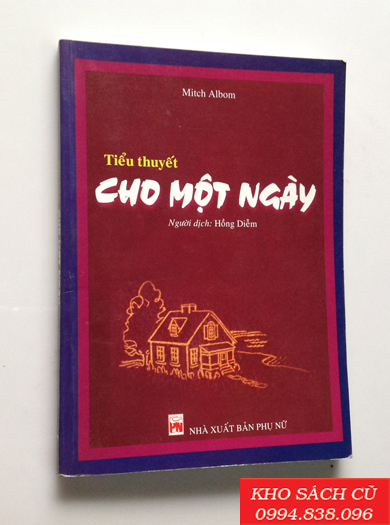 Mitch Albom
Tiểu thuyết
CHO MỘT NGÀY
Người dịch: Hồng Diễm
PN
NHÀ XUẤT BẢN PHỤ NỮ
KHO SÁCH CŨ
0994.838.096